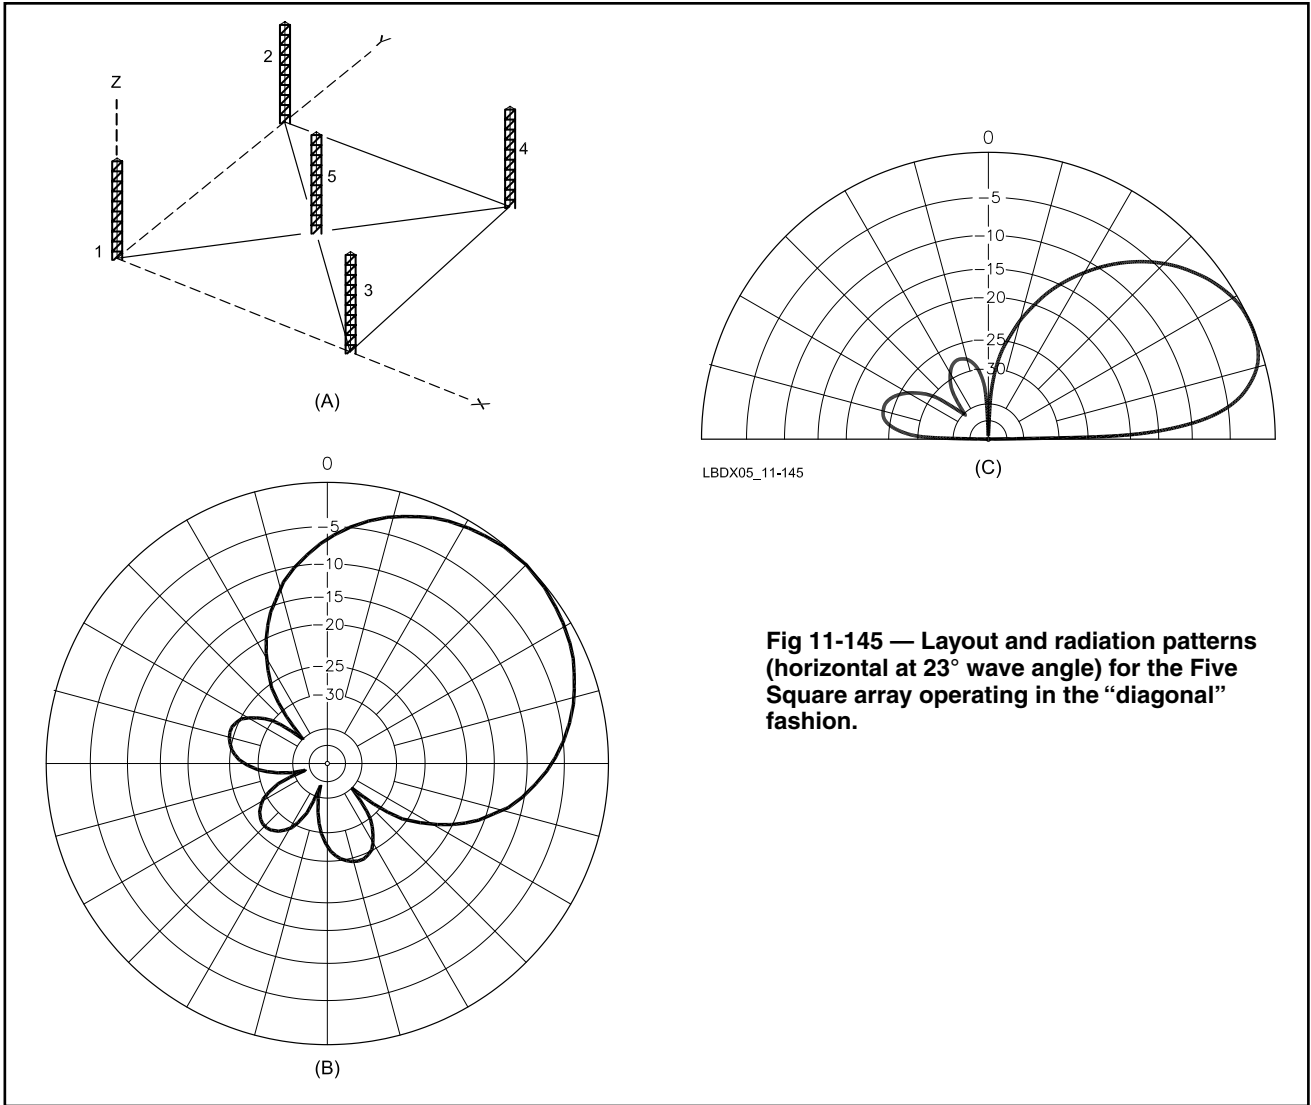 2
Y
Z
4
5
1
3
X
(A)
0
-5
-10
-15
-20
-25
-30
LBDX05_11-145
(C)
0
-5
-10
-15
-20
-25
-30
(B)
Fig 11-145 — Layout and radiation patterns
(horizontal at 23° wave angle) for the Five
Square array operating in the “diagonal”
fashion.